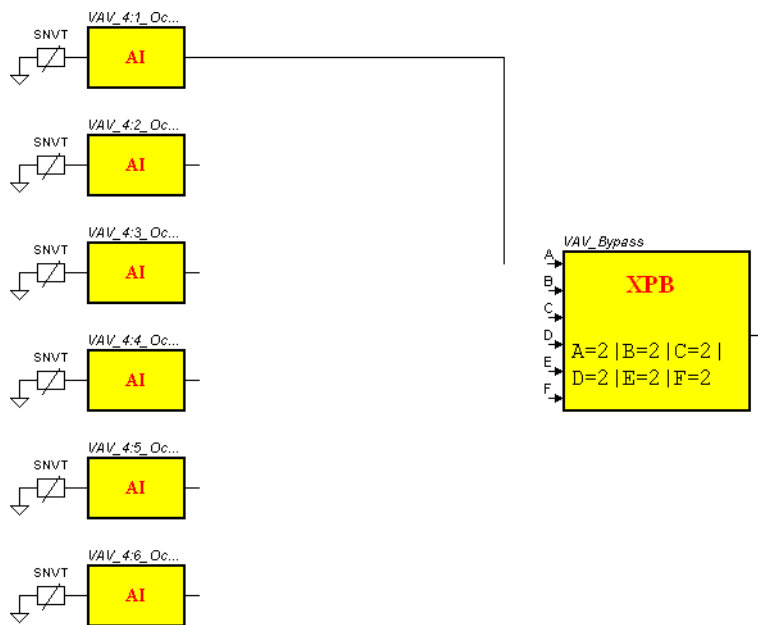 VAV_4:1_Oc...
SNVT
AI
VAV_4:2_Oc...
SNVT
AI
VAV_4:3_Oc...
SNVT
AI
VAV_Bypass
A
B
C
D
E
F
XPB
A=2|B=2|C=2|
D=2|E=2|F=2
VAV_4:4_Oc...
SNVT
AI
VAV_4:5_Oc...
SNVT
AI
VAV_4:6_Oc...
SNVT
AI